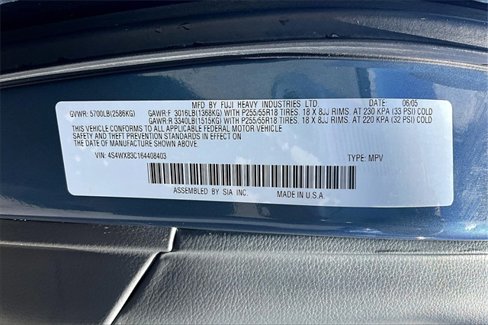 MFD. BY FUJI HEAVY INDUSTRIES LTD. DATE: 06/05
GVWR: 5700LB(2586KG) GAWR:F 3016LB(1368KG) WITH P255/55R18 TIRES. 18 X 8JJ RIMS. AT 230 KPA (33 PSI) COLD
GAWR:R 3340LB(1515KG) WITH P255/55R18 TIRES. 18 X 8JJ RIMS. AT 220 KPA (32 PSI) COLD
THIS VEHICLE CONFORMS TO ALL APPLICABLE FEDERAL MOTOR VEHICLE
SAFETY AND THEFT PREVENTION STANDARDS IN EFFECT ON THE DATE OF
MANUFACTURE SHOWN ABOVE.
VIN: 4S4WX83C164408403 TYPE: MPV
ASSEMBLED BY SIA INC. MADE IN U.S.A